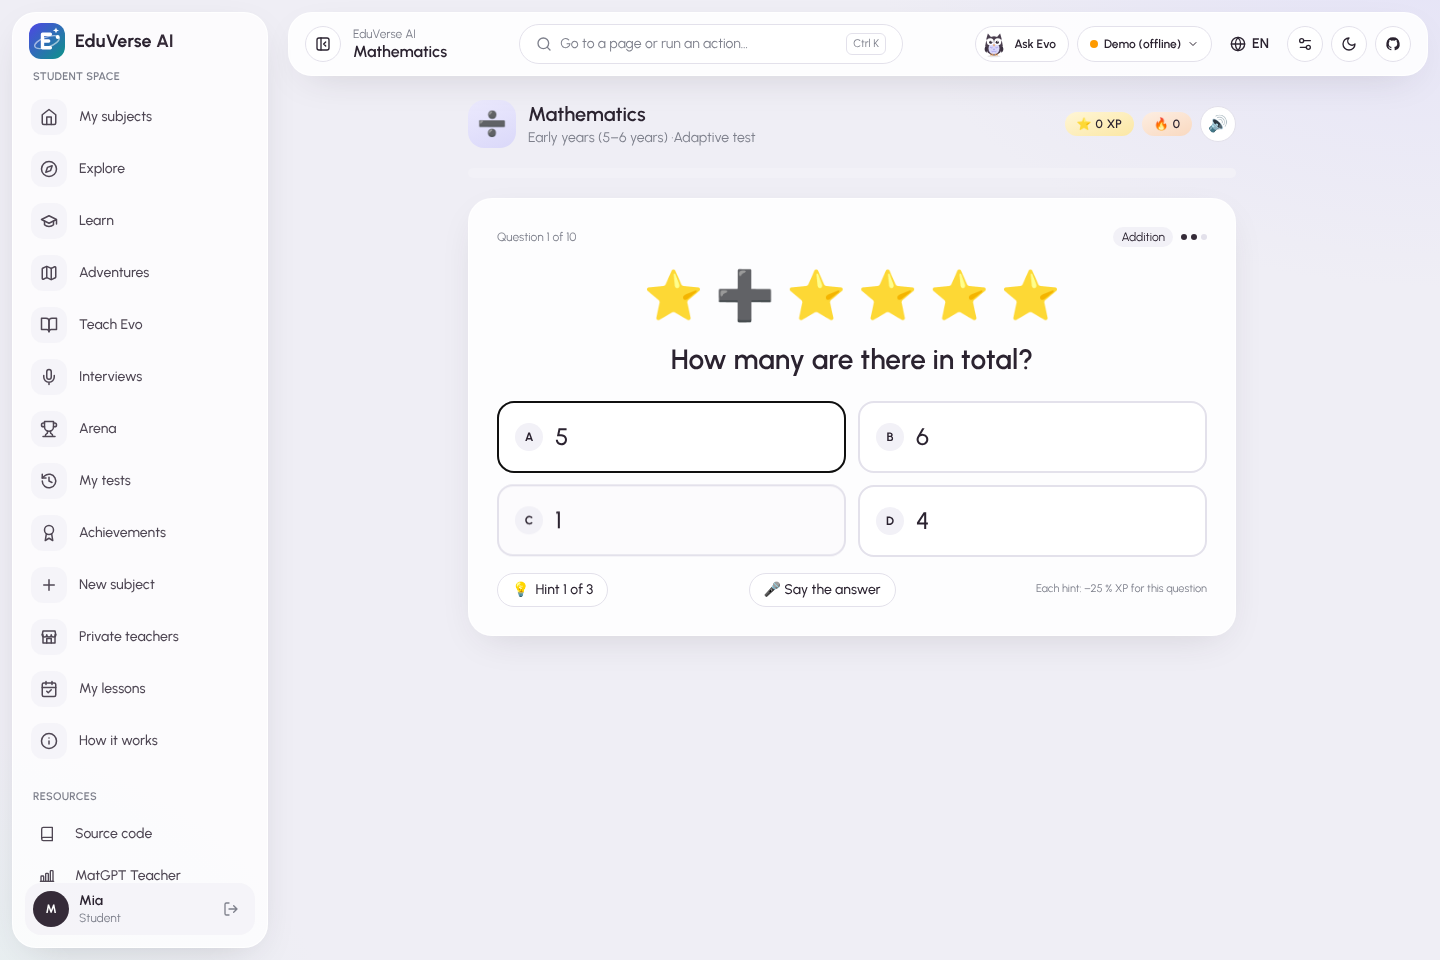 EduVerse AI
STUDENT SPACE
My subjects
Explore
Learn
Adventures
Teach Evo
Interviews
Arena
My tests
Achievements
New subject
Private teachers
My lessons
How it works
RESOURCES
Source code
MatGPT Teacher
M
Mia
Student
EduVerse AI
Mathematics
Go to a page or run an action...
Ctrl K
Ask Evo
Demo (offline)
EN
Mathematics
Early years (5–6 years) ·Adaptive test
0 XP
0
Question 1 of 10
Addition
How many are there in total?
A 5
B 6
C 1
D 4
Hint 1 of 3
Say the answer
Each hint: −25 % XP for this question